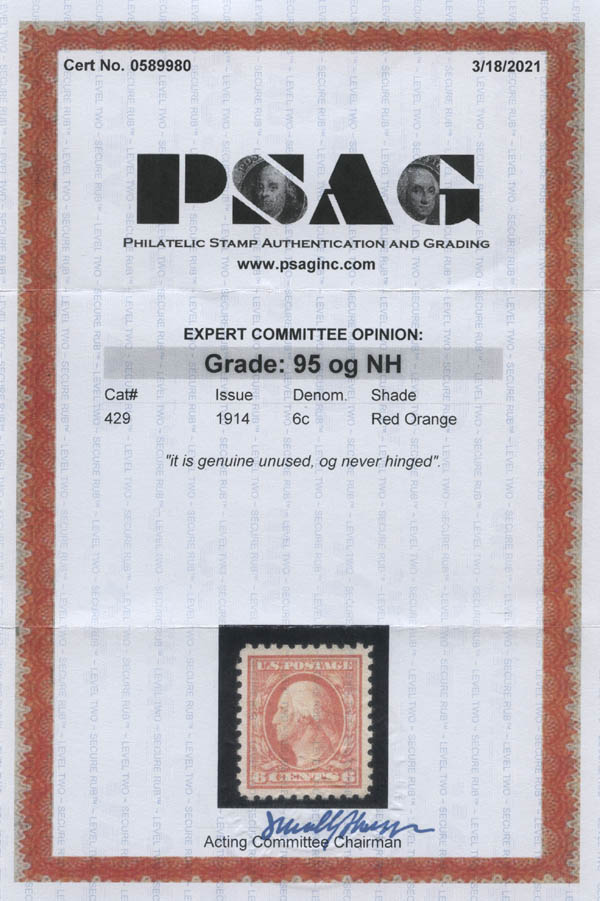 Cert No. 0589980 3/18/2021
PSAG
PHILATELIC STAMP AUTHENTICATION AND GRADING
www.psaginc.com
EXPERT COMMITTEE OPINION:
Grade: 95 og NH
Cat# Issue Denom. Shade
429 1914 6c Red Orange
"it is genuine unused, og never hinged".
U.S. POSTAGE
6 CENTS 6
Acting Committee Chairman